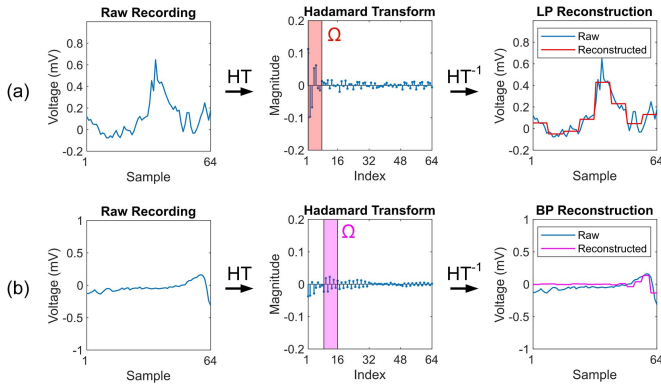 (a)
Raw Recording
Voltage (mV)
0.8
0.6
0.4
0.2
0
-0.2
1
64
Sample
HT
Hadamard Transform
Ω
Magnitude
0.2
0.1
0
-0.1
-0.2
1
16
32
48
64
Index
HT-1
LP Reconstruction
Raw
Reconstructed
Voltage (mV)
0.8
0.6
0.4
0.2
0
-0.2
1
64
Sample
(b)
Raw Recording
Voltage (mV)
1
0.5
0
-0.5
-1
1
64
Sample
HT
Hadamard Transform
Ω
Magnitude
0.2
0.1
0
-0.1
-0.2
1
16
32
48
64
Index
HT-1
BP Reconstruction
Raw
Reconstructed
Voltage (mV)
1
0.5
0
-0.5
-1
1
64
Sample